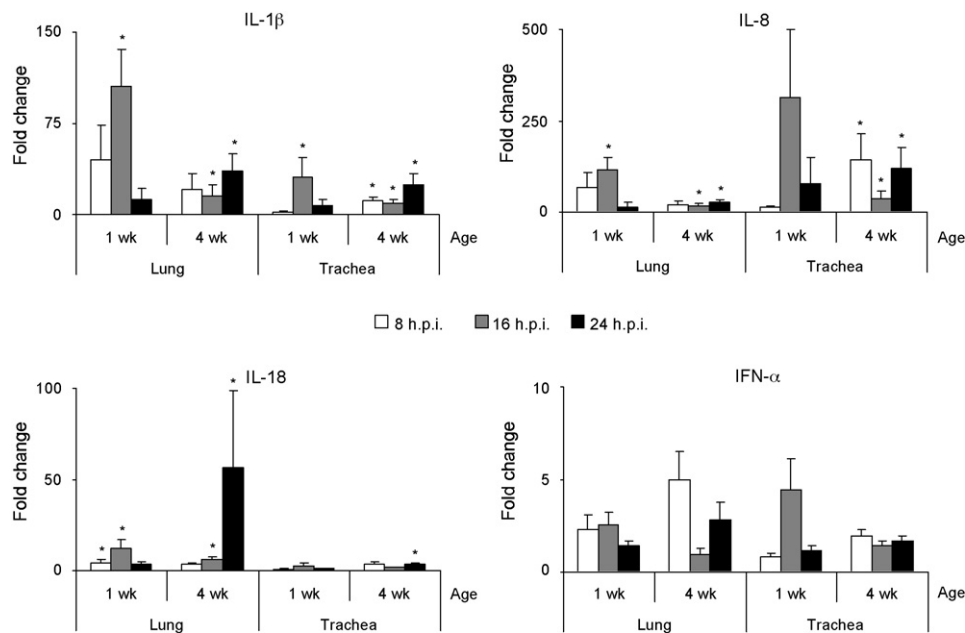 IL-1β
150
75
0
Fold change
* * * * * * *
1 wk 4 wk 1 wk 4 wk Age
Lung Trachea
IL-8
500
250
0
Fold change
* * * * * *
1 wk 4 wk 1 wk 4 wk Age
Lung Trachea
8 h.p.i. 16 h.p.i. 24 h.p.i.
IL-18
100
50
0
Fold change
* * * * *
1 wk 4 wk 1 wk 4 wk Age
Lung Trachea
IFN-α
10
5
0
Fold change
1 wk 4 wk 1 wk 4 wk Age
Lung Trachea